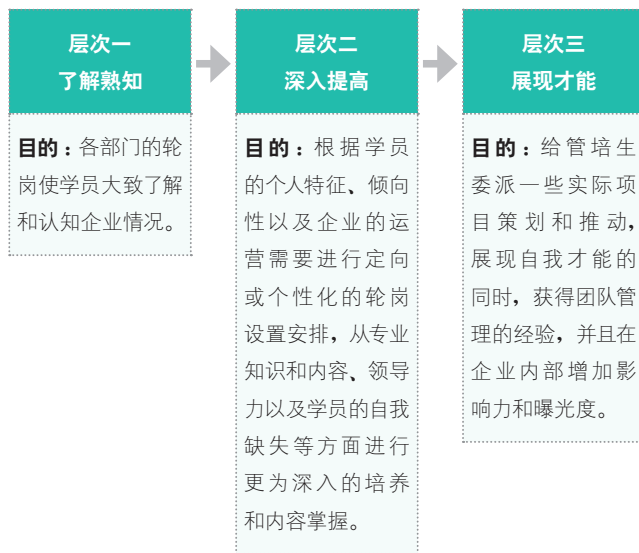 层次一
了解熟知
目的：各部门的轮
岗使学员大致了解
和认知企业情况。
层次二
深入提高
目的：根据学员
的个人特征、倾向
性以及企业的运
营需要进行定向
或个性化的轮岗
设置安排，从专业
知识和内容、领导
力以及学员的自我
缺失等方面进行
更为深入的培养
和内容掌握。
层次三
展现才能
目的：给管培生
委派一些实际项
目策划和推动，
展现自我才能的
同时，获得团队管
理的经验，并且在
企业内部增加影
响力和曝光度。